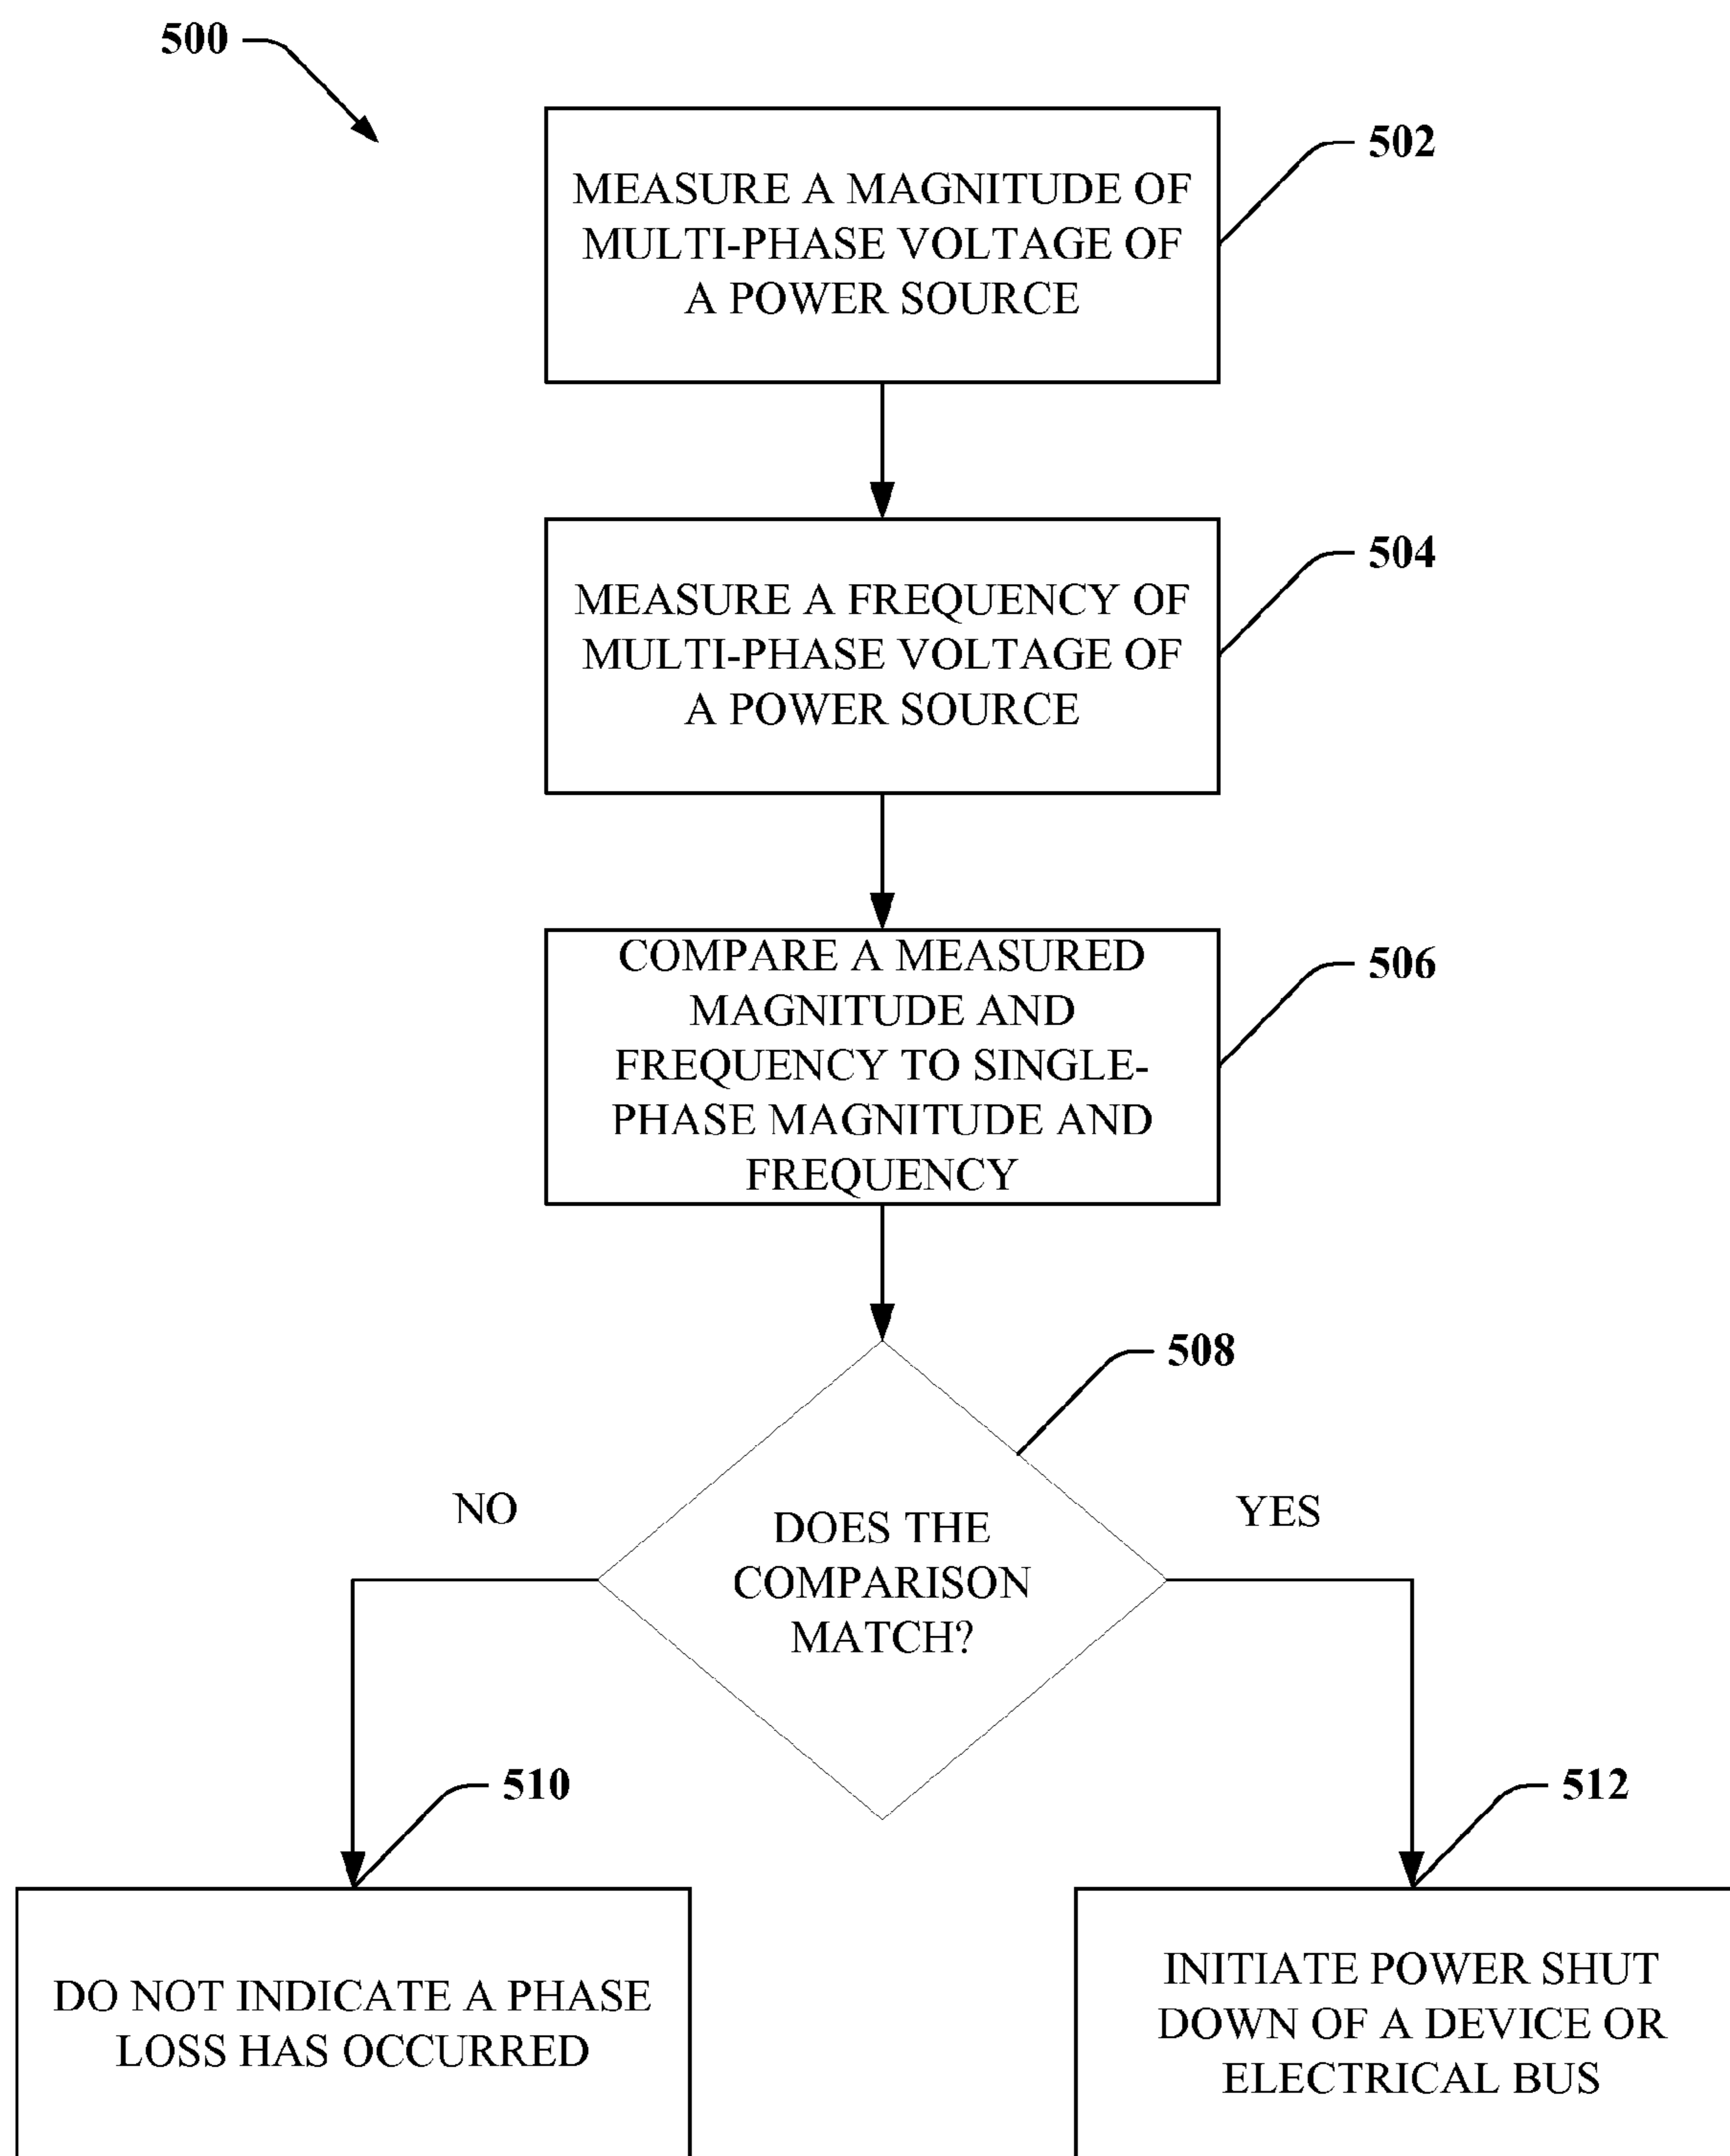 500
502
MEASURE A MAGNITUDE OF
MULTI-PHASE VOLTAGE OF
A POWER SOURCE
504
MEASURE A FREQUENCY OF
MULTI-PHASE VOLTAGE OF
A POWER SOURCE
506
COMPARE A MEASURED
MAGNITUDE AND
FREQUENCY TO SINGLE-
PHASE MAGNITUDE AND
FREQUENCY
508
NO
YES
DOES THE
COMPARISON
MATCH?
510
512
DO NOT INDICATE A PHASE
LOSS HAS OCCURRED
INITIATE POWER SHUT
DOWN OF A DEVICE OR
ELECTRICAL BUS